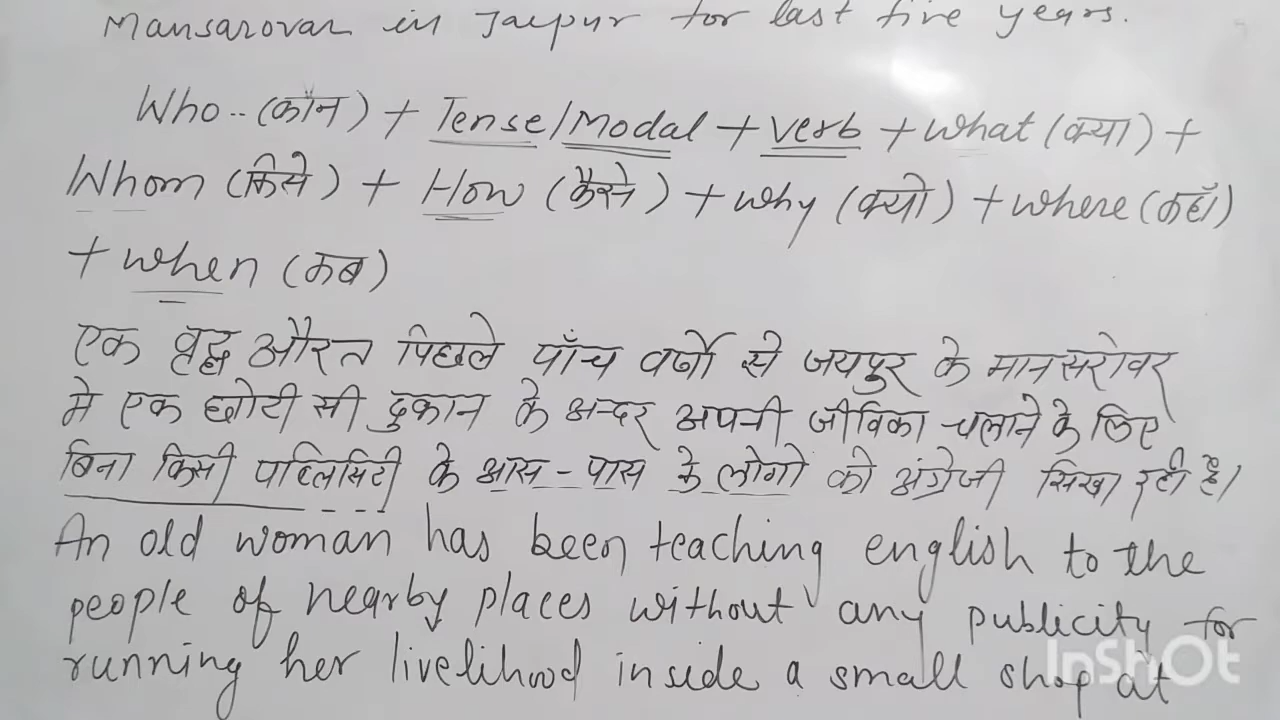 Mansarovar in Jaipur for last five years.
Who.. (कौन) + Tense/Modal + verb + what (क्या) +
Whom (किसे) + How (कैसे) + why (क्यो) + where (कहाँ)
+ when (कब)
एक वृद्ध औरत पिछले पाँच वर्षो से जयपुर के मानसरोवर
मे एक छोटी सी दुकान के अन्दर अपनी जीविका चलाने के लिए
बिना किसी पब्लिसिटी के आस-पास के लोगो को अंग्रेजी सिखा रही है।
An old woman has been teaching english to the
people of nearby places without any publicity for
running her livelihood inside a small shop at
InShOt